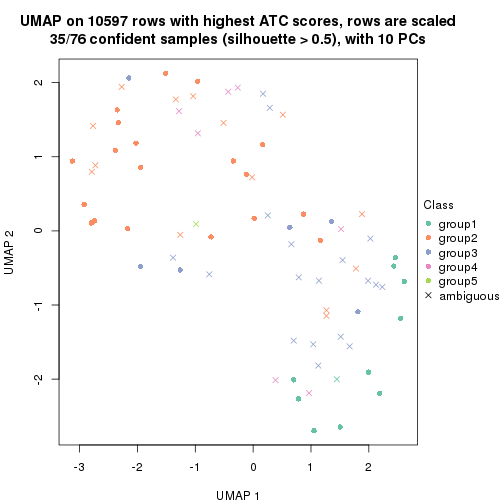 UMAP on 10597 rows with highest ATC scores, rows are scaled
35/76 confident samples (silhouette > 0.5), with 10 PCs
2
1
0
-1
-2
UMAP 2
-3
-2
-1
0
1
2
UMAP 1
Class
group1
group2
group3
group4
group5
ambiguous